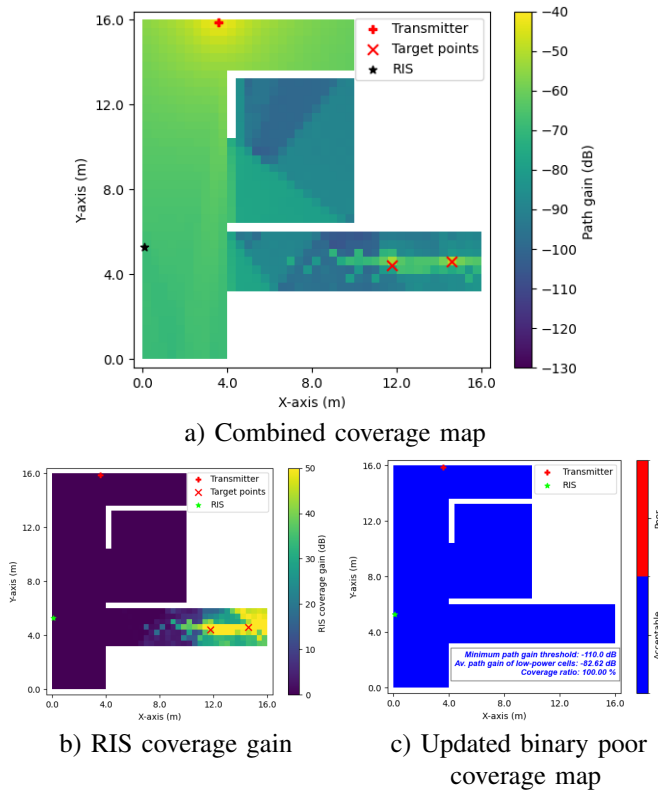 16.0
12.0
8.0
4.0
0.0
Y-axis (m)
0.0 4.0 8.0 12.0 16.0
X-axis (m)
Transmitter
Target points
RIS
−40
−50
−60
−70
−80
−90
−100
−110
−120
−130
Path gain (dB)
a) Combined coverage map
16.0
12.0
8.0
4.0
0.0
Y-axis (m)
0.0 4.0 8.0 12.0 16.0
X-axis (m)
Transmitter
Target points
RIS
50
40
30
20
10
0
RIS coverage gain (dB)
b) RIS coverage gain
16.0
12.0
8.0
4.0
0.0
Y-axis (m)
0.0 4.0 8.0 12.0 16.0
X-axis (m)
Transmitter
RIS
Minimum path gain threshold: -110.0 dB
Av. path gain of low-power cells: -82.62 dB
Coverage ratio: 100.00 %
Poor
Acceptable
c) Updated binary poor
coverage map